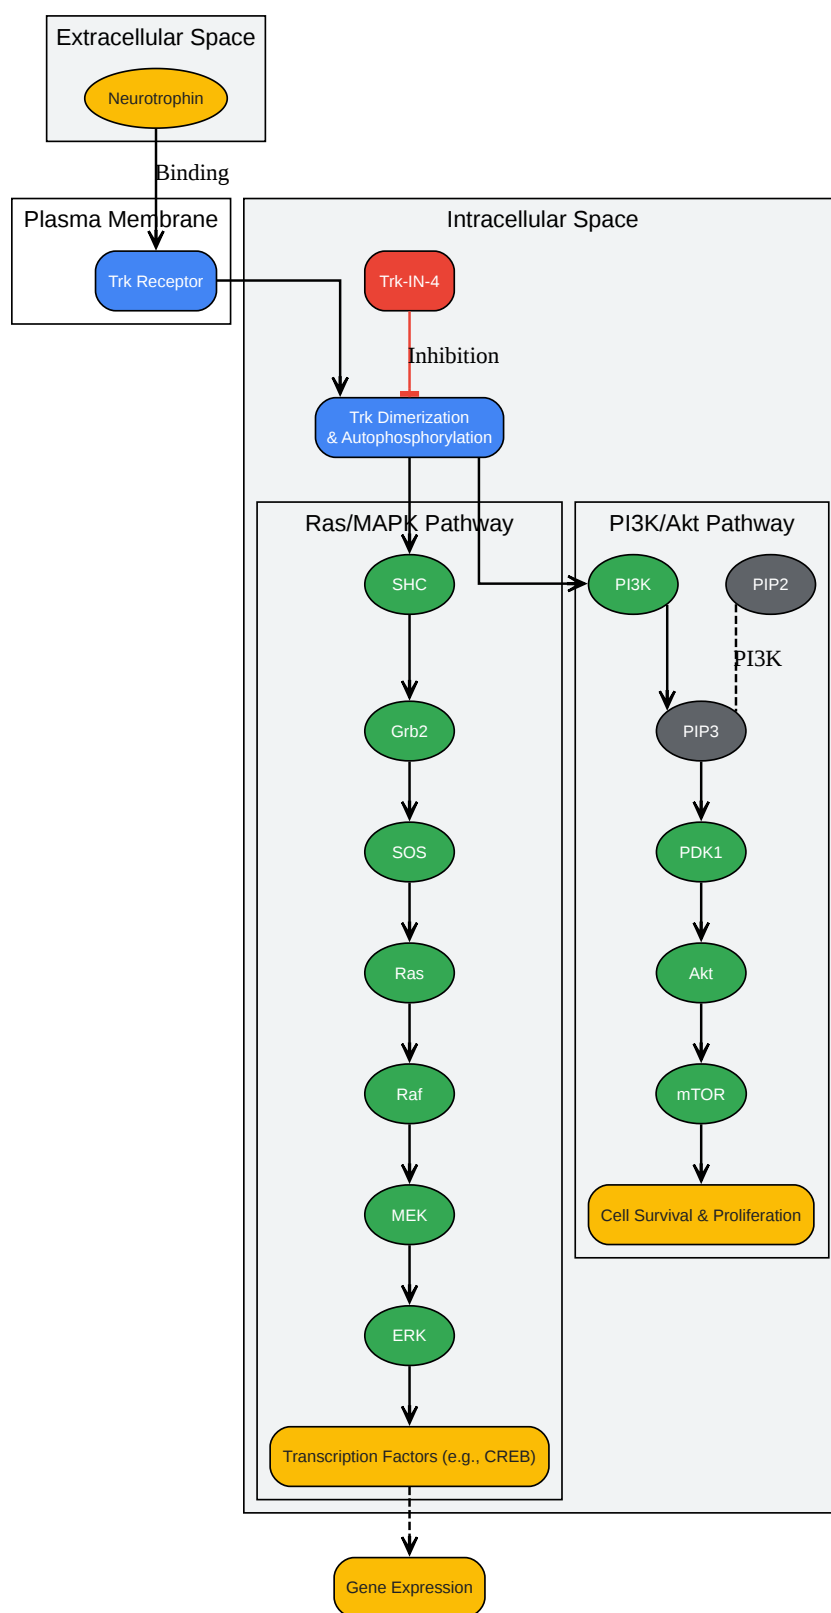 Extracellular Space
Neurotrophin
Binding
Plasma Membrane
Trk Receptor
Intracellular Space
Trk-IN-4
Inhibition
Trk Dimerization
& Autophosphorylation
Ras/MAPK Pathway
SHC
Grb2
SOS
Ras
Raf
MEK
ERK
Transcription Factors (e.g., CREB)
PI3K/Akt Pathway
PI3K
PIP2
PI3K
PIP3
PDK1
Akt
mTOR
Cell Survival & Proliferation
Gene Expression